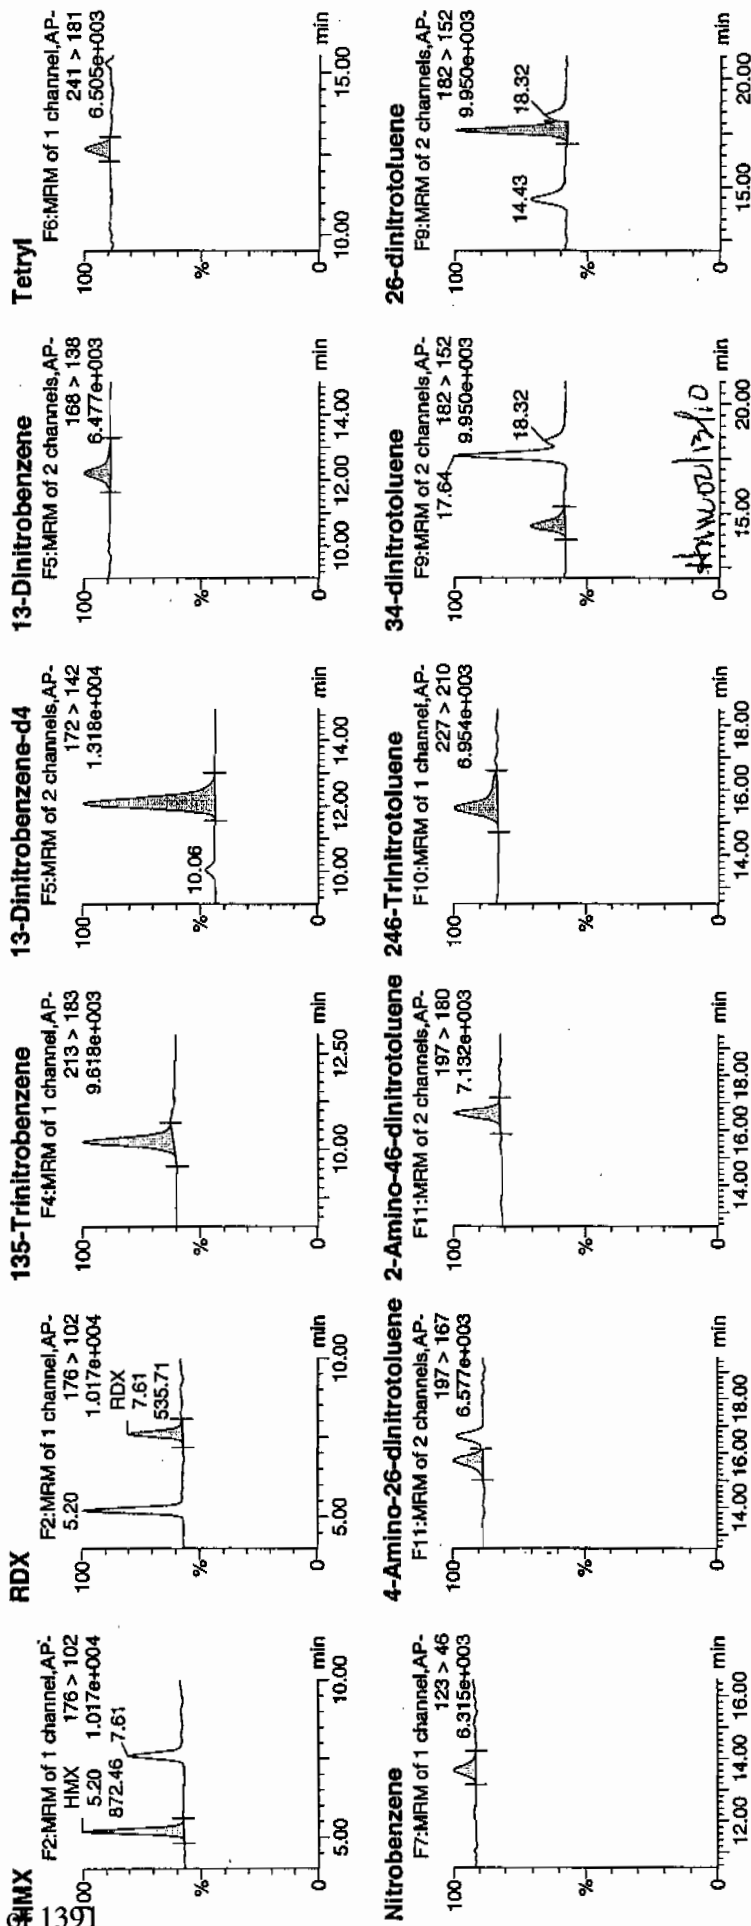 HMX
F2:MRM of 1 channel,AP-
HMX 176 > 102
5.20 1.017e+004
872.46
7.61
100
%
0
5.00 10.00 min
RDX
F2:MRM of 1 channel,AP-
5.20 176 > 102
1.017e+004
RDX
7.61
535.71
100
%
0
5.00 10.00 min
135-Trinitrobenzene
F4:MRM of 1 channel,AP-
213 > 183
9.618e+003
100
%
0
10.00 12.50 min
13-Dinitrobenzene-d4
F5:MRM of 2 channels,AP-
172 > 142
1.318e+004
10.06
100
%
0
10.00 12.00 14.00 min
13-Dinitrobenzene
F5:MRM of 2 channels,AP-
168 > 138
6.477e+003
100
%
0
10.00 12.00 14.00 min
Tetryl
F6:MRM of 1 channel,AP-
241 > 181
6.505e+003
100
%
0
10.00 15.00 min
Nitrobenzene
F7:MRM of 1 channel,AP-
123 > 46
6.315e+003
100
%
0
12.00 14.00 16.00 min
4-Amino-26-dinitrotoluene
F11:MRM of 2 channels,AP-
197 > 167
6.577e+003
100
%
0
14.00 16.00 18.00 min
2-Amino-46-dinitrotoluene
F11:MRM of 2 channels,AP-
197 > 180
7.132e+003
100
%
0
14.00 16.00 18.00 min
246-Trinitrotoluene
F10:MRM of 1 channel,AP-
227 > 210
6.954e+003
100
%
0
14.00 16.00 18.00 min
34-dinitrotoluene
F9:MRM of 2 channels,AP-
17.64 182 > 152
9.950e+003
18.32
100
%
0
15.00 20.00 min
02/13/10
26-dinitrotoluene
F9:MRM of 2 channels,AP-
182 > 152
9.950e+003
14.43
18.32
100
%
0
15.00 20.00 min
1391